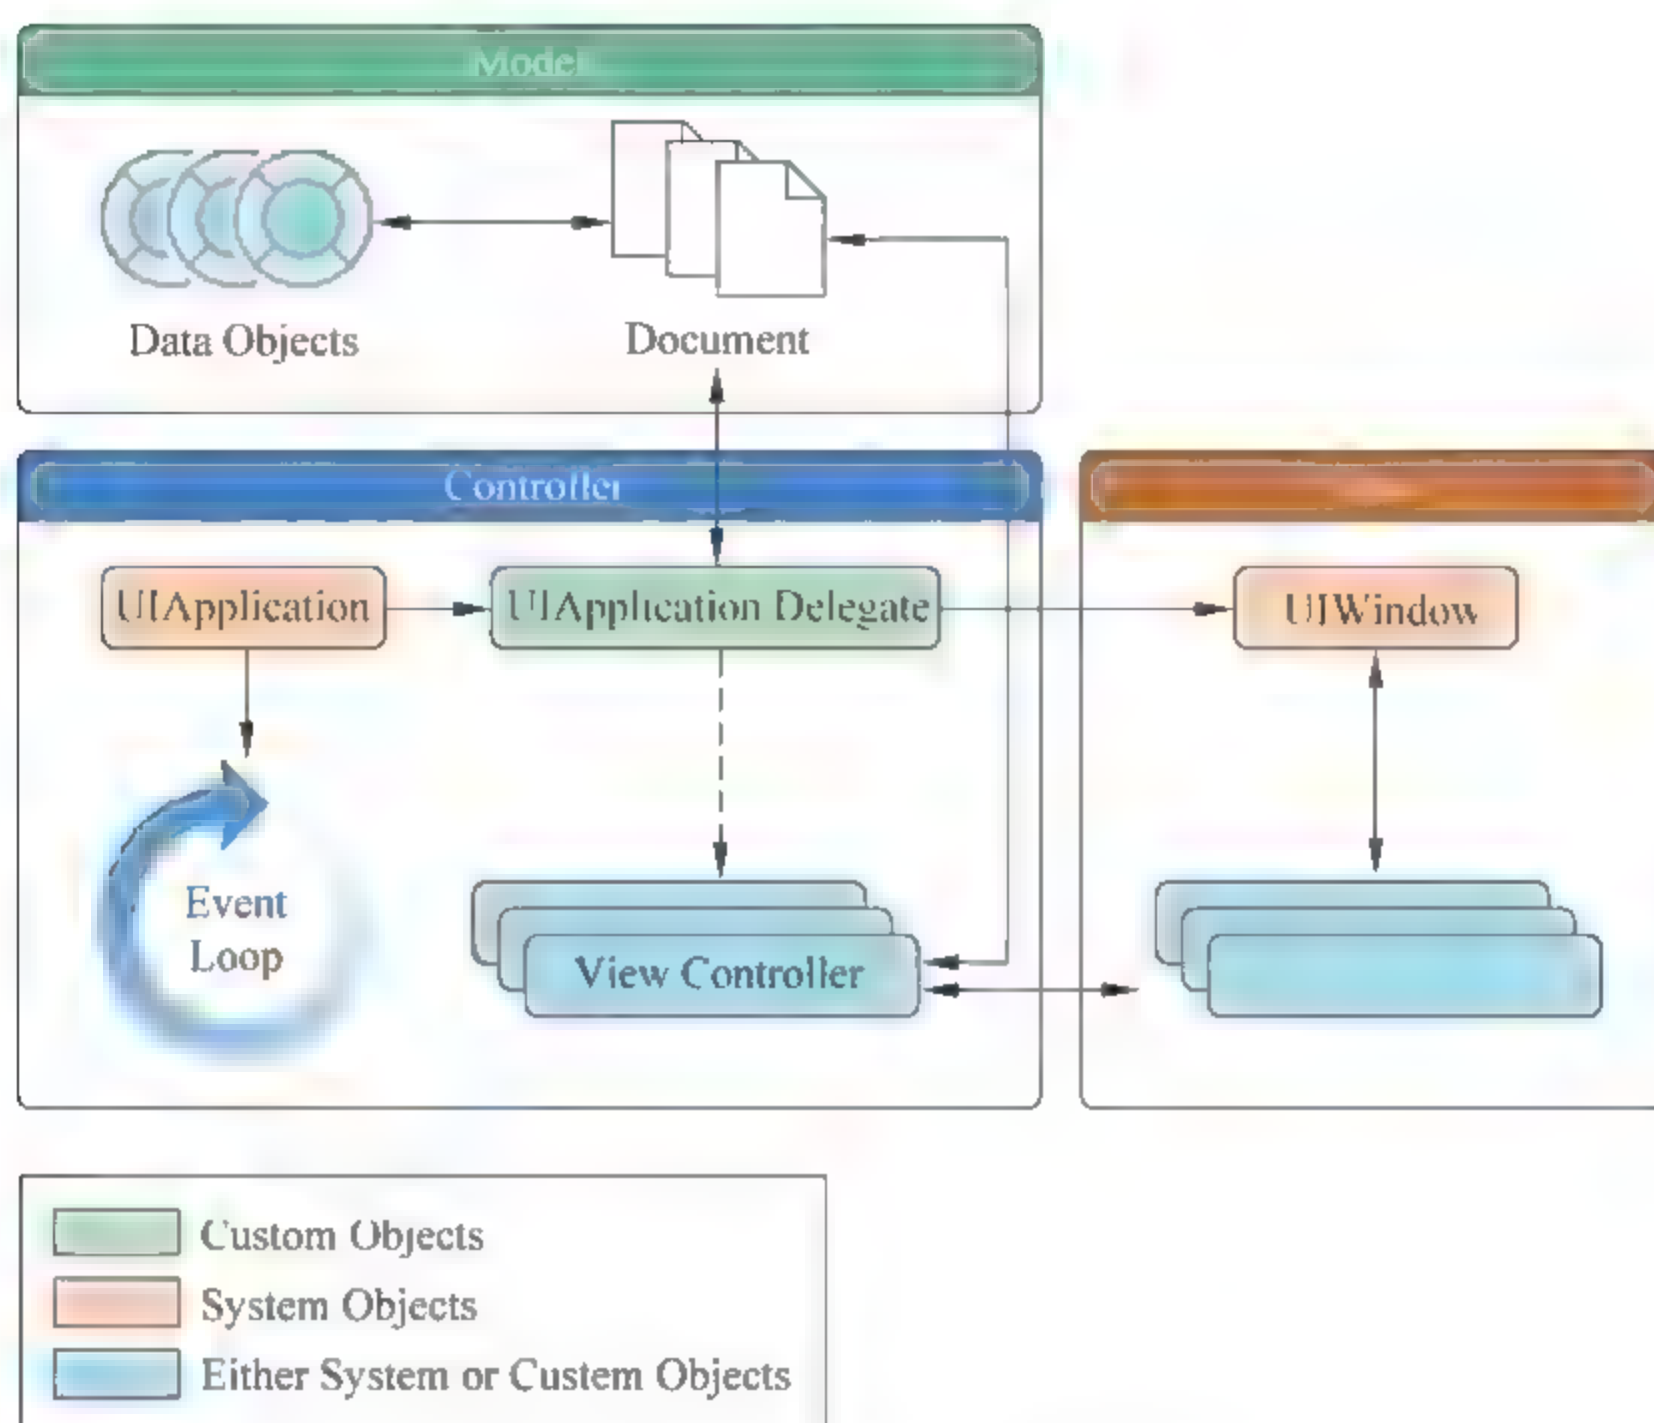 Model
Data Objects
Document
Controller
UIApplication
UIApplication Delegate
UIWindow
Event
Loop
View Controller
Custom Objects
System Objects
Either System or Custem Objects